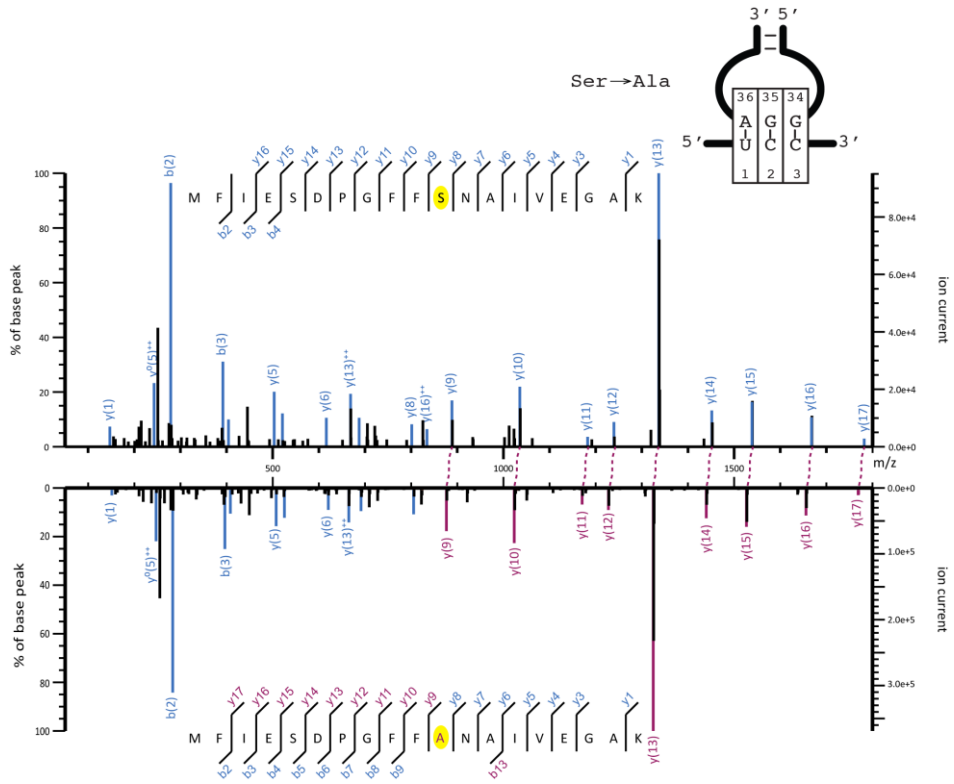 3’ 5’
Ser→Ala
36 35 34
A G G
5’ U C C 3’
1 2 3
y16 y15 y14 y13 y12 y11 y10 y9 y8 y7 y6 y5 y4 y3 y1
M F I E S D P G F F S N A I V E G A K
b2 b3 b4
% of base peak
100
80
60
40
20
0
ion current
8.0e+4
6.0e+4
4.0e+4
2.0e+4
0.0e+0
y(1) y⁰(5)⁺⁺ b(2) b(3) y(5) y(6) y(13)⁺⁺ y(8) y(16)⁺⁺ y(9) y(10) y(11) y(12) y(13) y(14) y(15) y(16) y(17)
500 1000 1500 m/z
% of base peak
0
20
40
60
80
100
ion current
0.0e+0
1.0e+5
2.0e+5
3.0e+5
y(1) y⁰(5)⁺⁺ b(2) b(3) y(5) y(6) y(13)⁺⁺ y(9) y(10) y(11) y(12) y(13) y(14) y(15) y(16) y(17)
y17 y16 y15 y14 y13 y12 y11 y10 y9 y8 y7 y6 y5 y4 y3 y1
M F I E S D P G F F A N A I V E G A K
b2 b3 b4 b5 b6 b7 b8 b9 b13